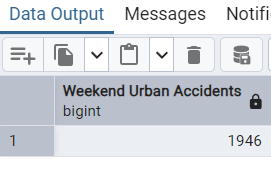 Data Output Messages Notifi
Weekend Urban Accidents
bigint
1 1946